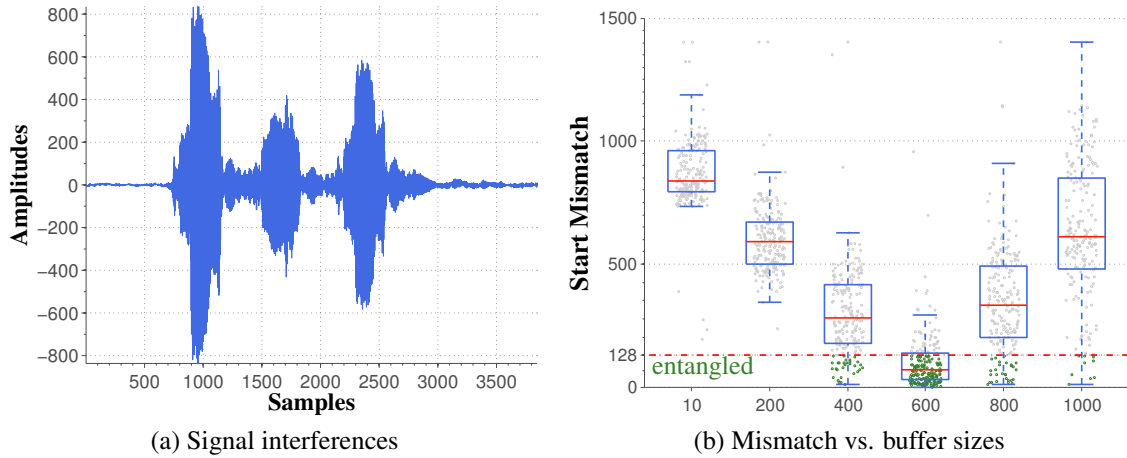 800
600
400
200
0
−200
−400
−600
−800
Amplitudes
500 1000 1500 2000 2500 3000 3500
Samples
(a) Signal interferences
1500
1000
500
128
0
Start Mismatch
entangled
10 200 400 600 800 1000
(b) Mismatch vs. buffer sizes